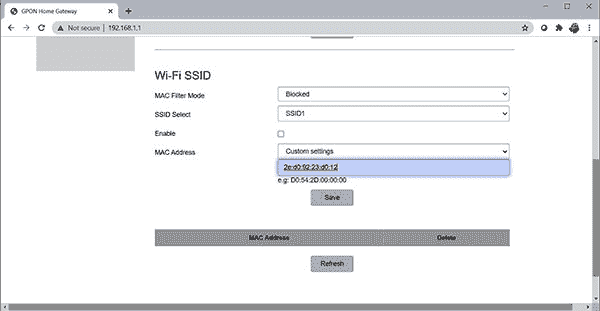 GPON Home Gateway
Not secure | 192.168.1.1
Wi-Fi SSID
MAC Filter Mode
Blocked
SSID Select
SSID1
Enable
MAC Address
Custom settings
2e:d0:92:23:d0:12
e.g: D0:54:2D:00:00:00
Save
MAC Address Delete
Refresh